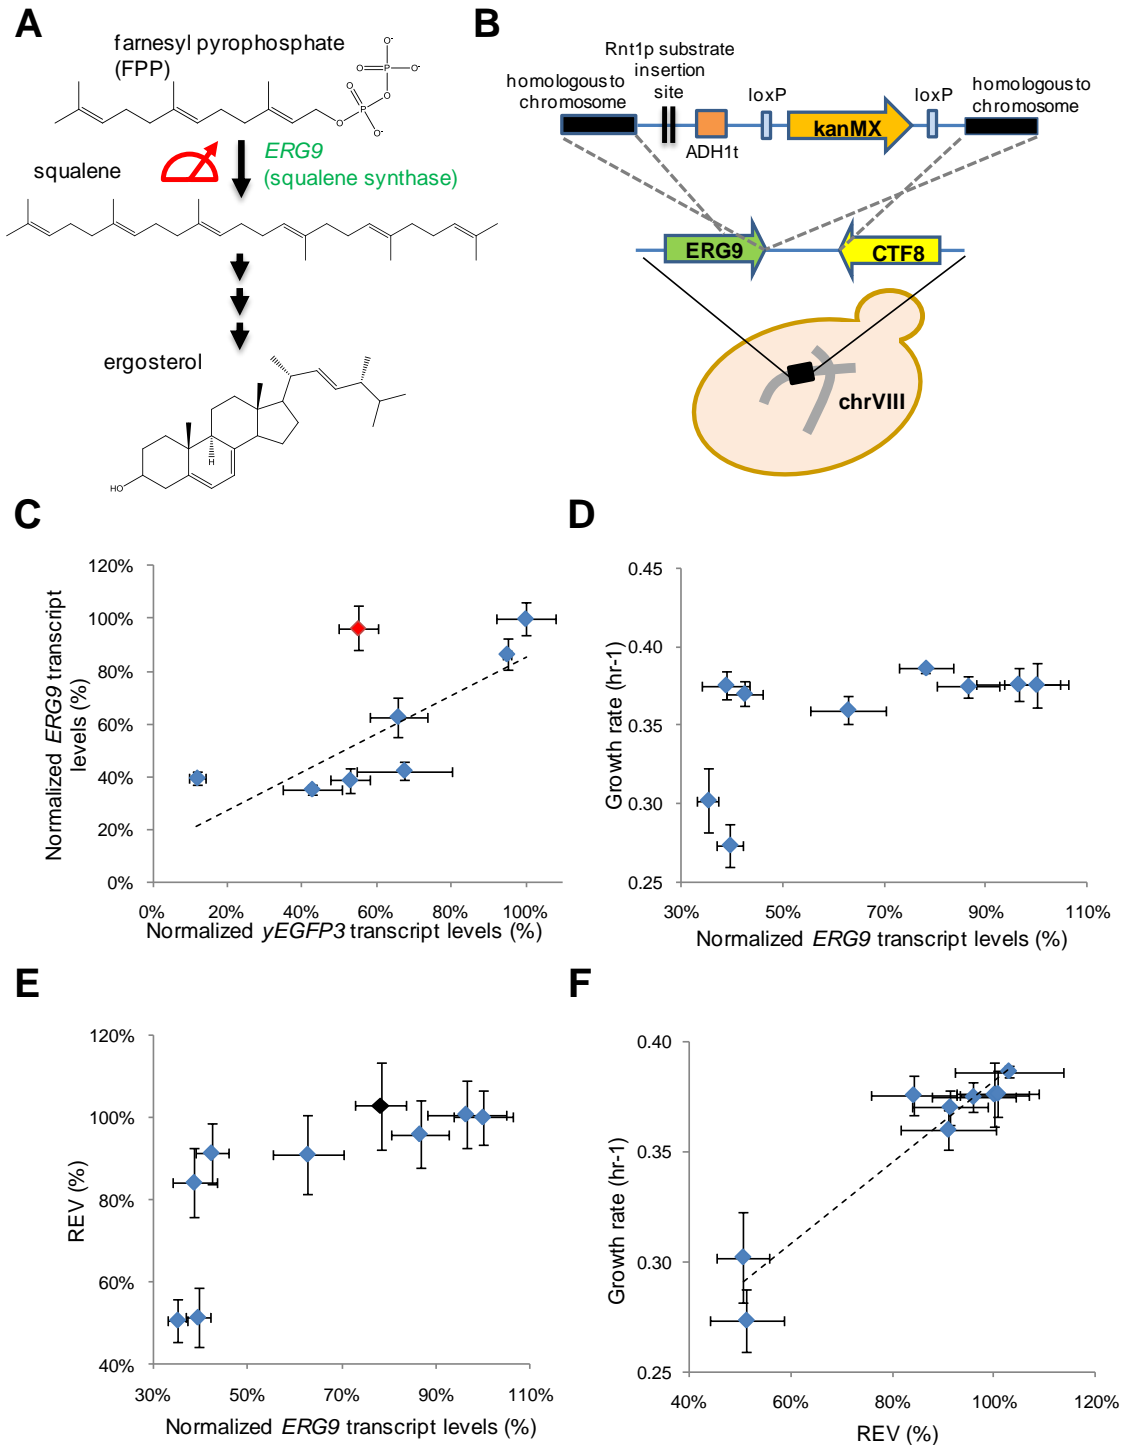 A
farnesyl pyrophosphate
(FPP)
O-
O
P
O-
O
O
P
O
O-
squalene
ERG9
(squalene synthase)
ergosterol
H
HO
B
Rnt1p substrate
insertion
site
homologous to
chromosome
loxP
loxP
homologous to
chromosome
kanMX
ADH1t
ERG9
CTF8
chrVIII
C
Normalized ERG9 transcript
levels (%)
120%
100%
80%
60%
40%
20%
0%
0% 20% 40% 60% 80% 100%
Normalized yEGFP3 transcript levels (%)
D
Growth rate (hr-1)
0.45
0.40
0.35
0.30
0.25
30% 50% 70% 90% 110%
Normalized ERG9 transcript levels (%)
E
REV (%)
120%
100%
80%
60%
40%
30% 50% 70% 90% 110%
Normalized ERG9 transcript levels (%)
F
Growth rate (hr-1)
0.40
0.35
0.30
0.25
40% 60% 80% 100% 120%
REV (%)